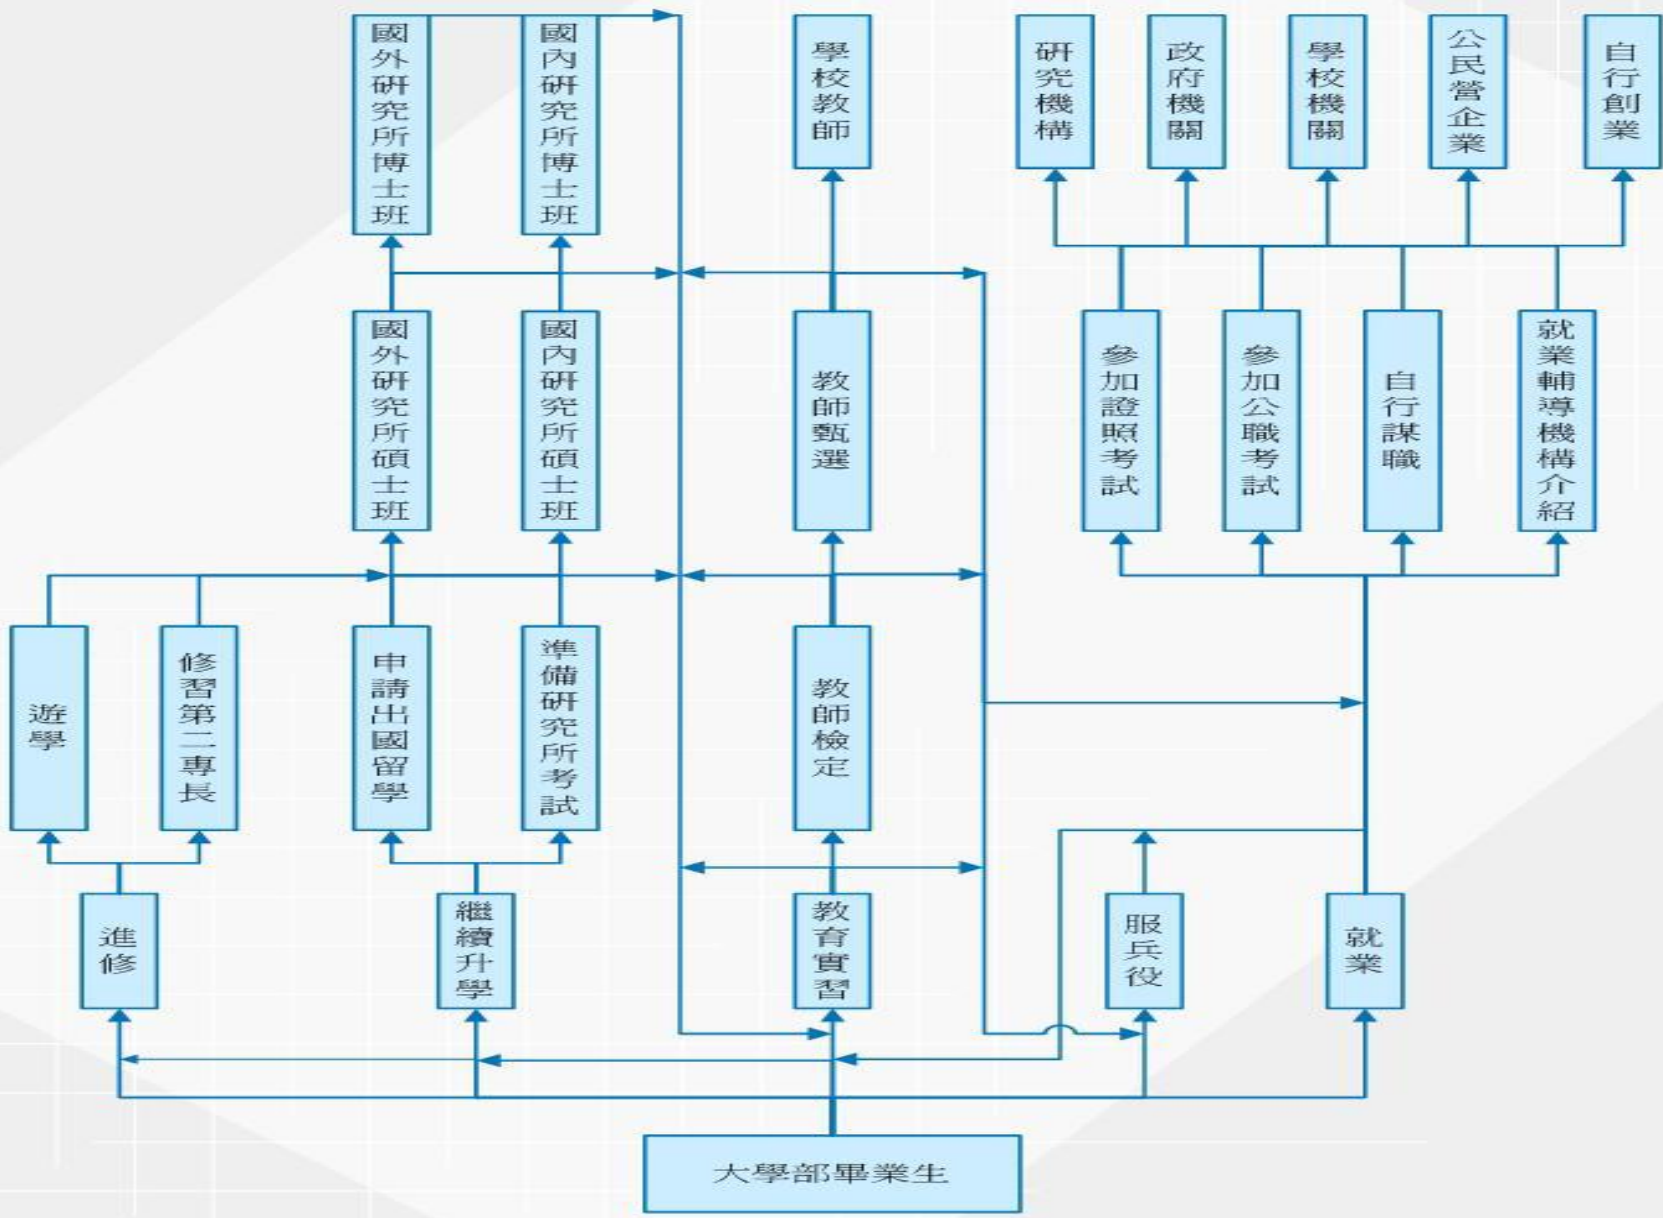 國外研究所博士班
國內研究所博士班
學校教師
研究機構
政府機關
學校機關
公民營企業
自行創業
國外研究所碩士班
國內研究所碩士班
教師甄選
參加證照考試
參加公職考試
自行謀職
就業輔導機構介紹
遊學
修習第二專長
申請出國留學
準備研究所考試
教師檢定
進修
繼續升學
教育實習
服兵役
就業
大學部畢業生